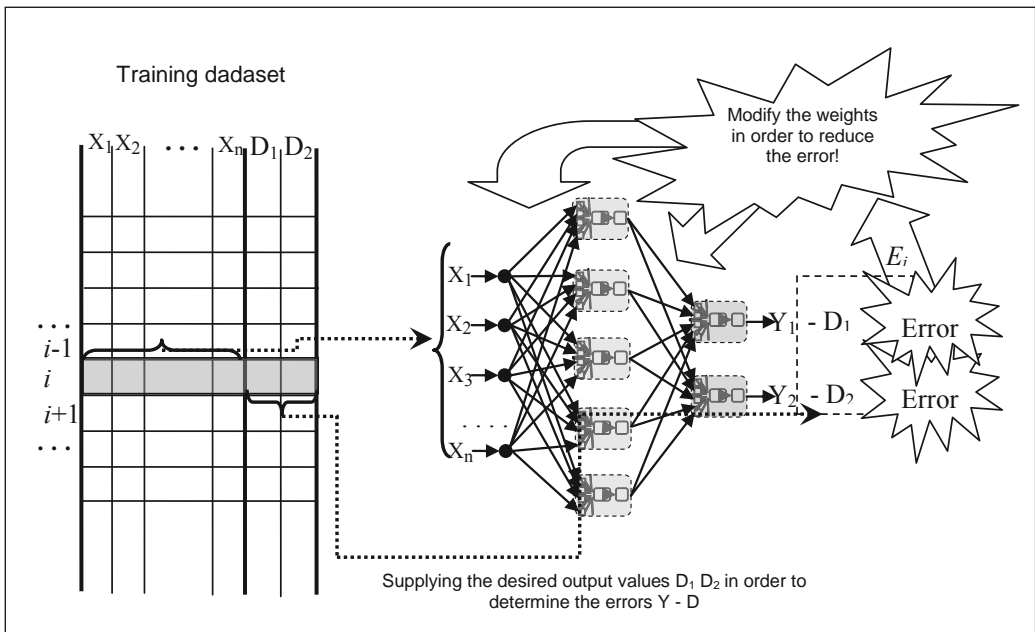 Training dadaset
X₁ X₂ ... Xₙ D₁ D₂
...
i-1
i
i+1
...
X₁
X₂
X₃
....
Xₙ
Modify the weights
in order to reduce
the error!
Eᵢ
Y₁ - D₁
Y₂ - D₂
Error
Error
Supplying the desired output values D₁ D₂ in order to
determine the errors Y - D